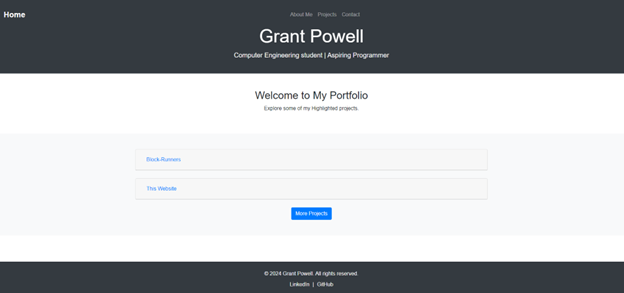 Home
About Me Projects Contact
Grant Powell
Computer Engineering student | Aspiring Programmer
Welcome to My Portfolio
Explore some of my Highlighted projects.
Block-Runners
This Website
More Projects
© 2024 Grant Powell. All rights reserved.
LinkedIn | GitHub